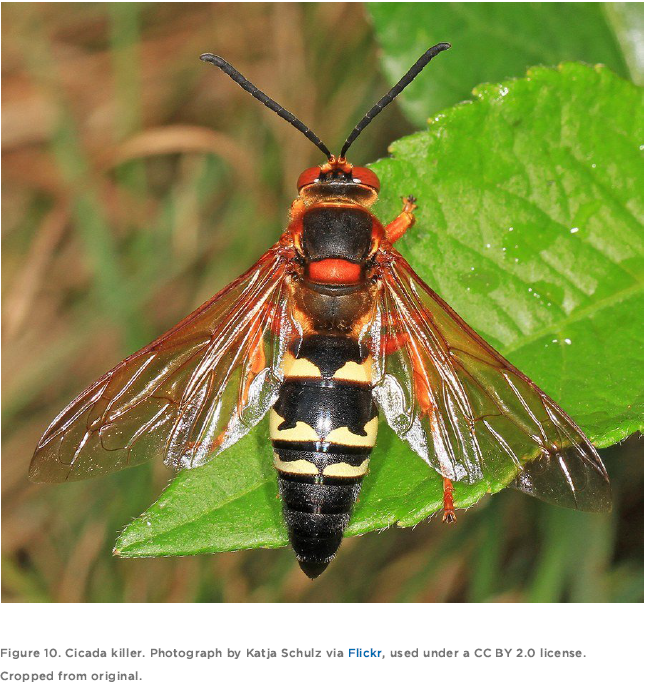 Figure 10. Cicada killer. Photograph by Katja Schulz via Flickr, used under a CC BY 2.0 license.
Cropped from original.